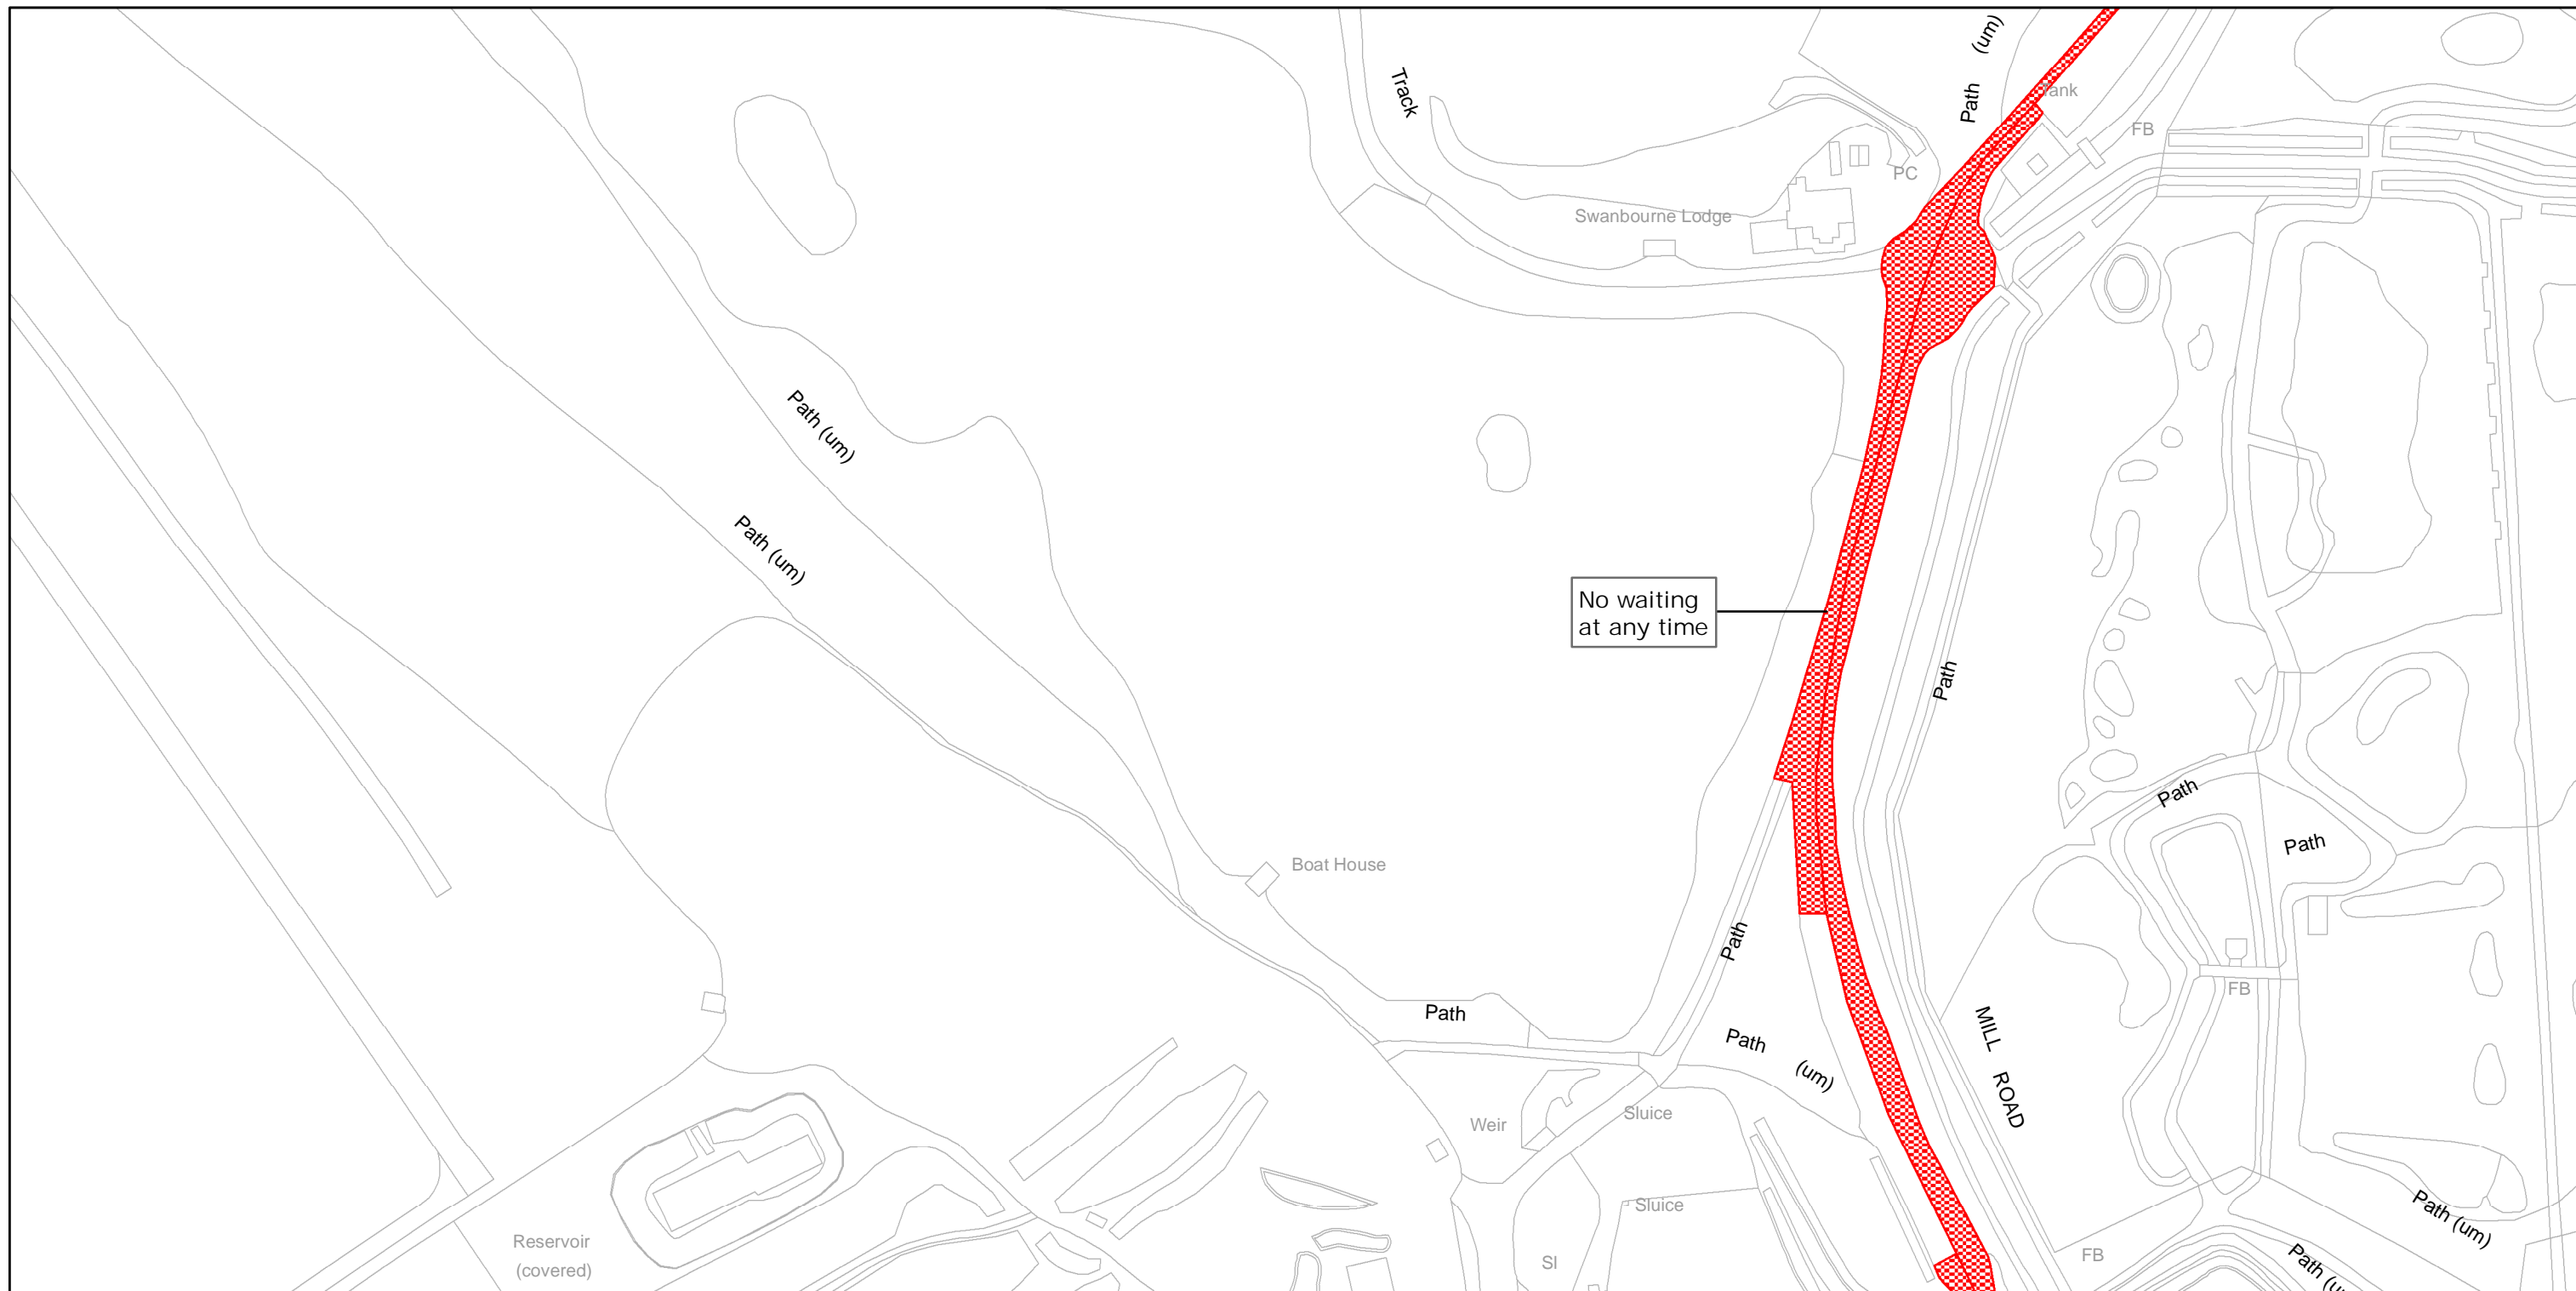 Path (um)
Track
Tank
FB
PC
Swanbourne Lodge
Path (um)
Path (um)
No waiting
at any time
Path
Path
Path
Boat House
Path
FB
Path
Path (um)
MILL ROAD
Weir
Sluice
Sluice
Path (um)
Reservoir
(covered)
SI
FB